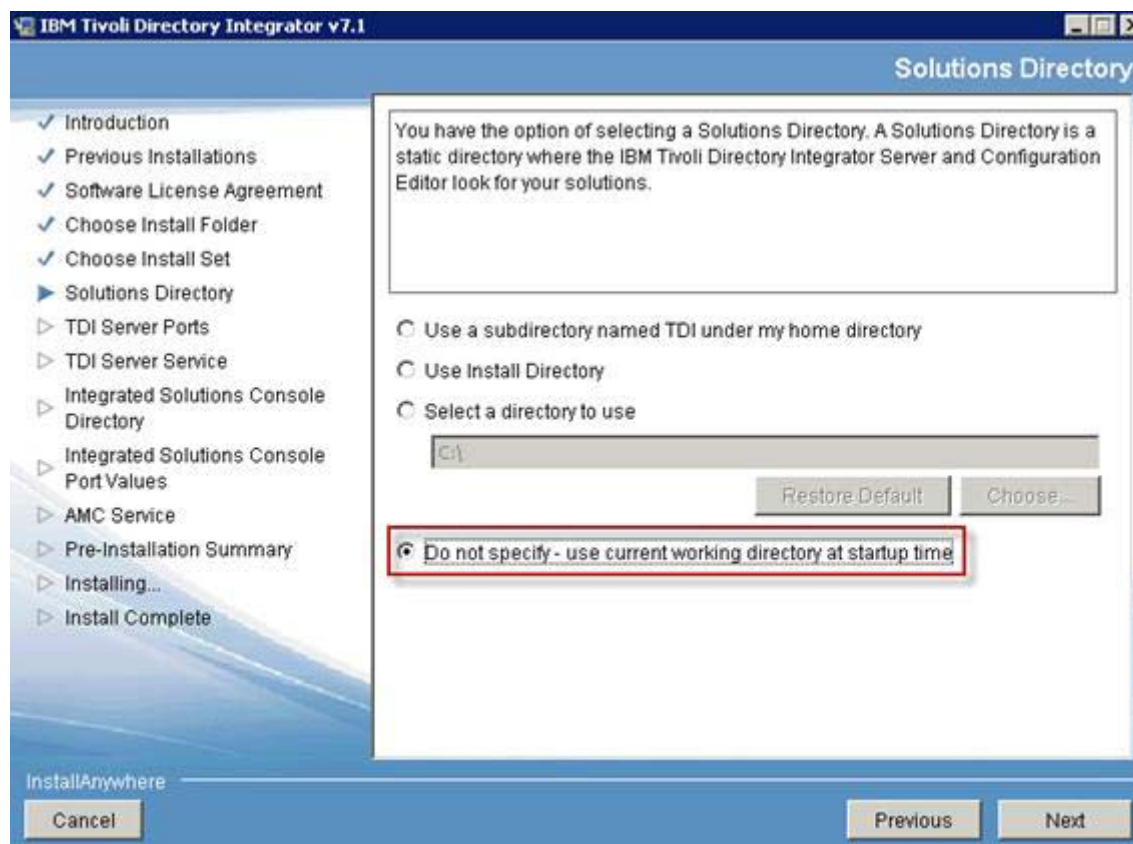 IBM Tivoli Directory Integrator v7.1
Solutions Directory
Introduction
Previous Installations
Software License Agreement
Choose Install Folder
Choose Install Set
Solutions Directory
TDI Server Ports
TDI Server Service
Integrated Solutions Console
Directory
Integrated Solutions Console
Port Values
AMC Service
Pre-Installation Summary
Installing...
Install Complete
You have the option of selecting a Solutions Directory. A Solutions Directory is a
static directory where the IBM Tivoli Directory Integrator Server and Configuration
Editor look for your solutions.
Use a subdirectory named TDI under my home directory
Use Install Directory
Select a directory to use
C:\
Restore Default
Choose...
Do not specify - use current working directory at startup time
InstallAnywhere
Cancel
Previous
Next